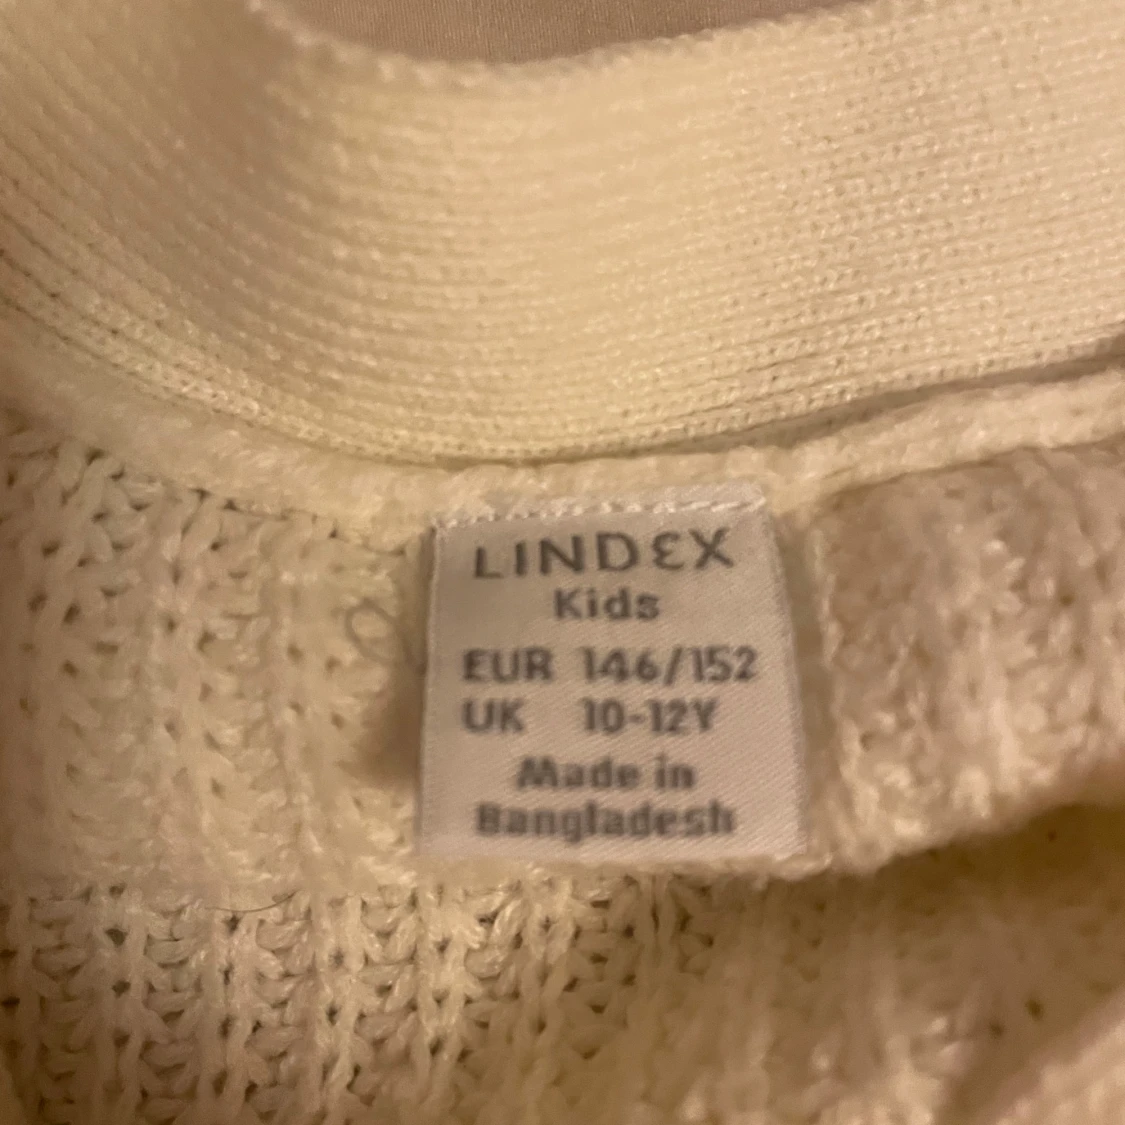 LINDEX
Kids
EUR 146/152
UK 10-12Y
Made in
Bangladesh